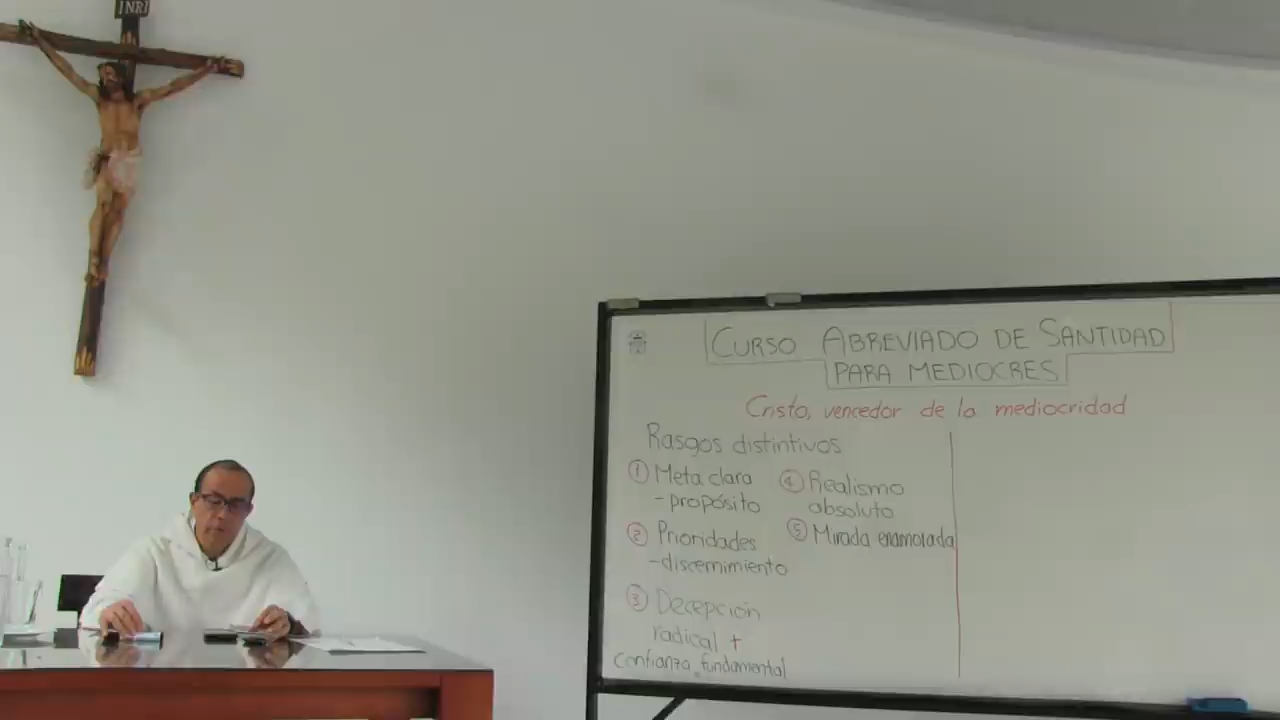 INRI
CURSO ABREVIADO DE SANTIDAD
PARA MEDIOCRES
Cristo, vencedor de la mediocridad
Rasgos distintivos
① Meta clara
- propósito
② Prioridades
- discernimiento
③ Decepción
radical +
confianza fundamental
④ Realismo
absoluto
⑤ Mirada enamorada